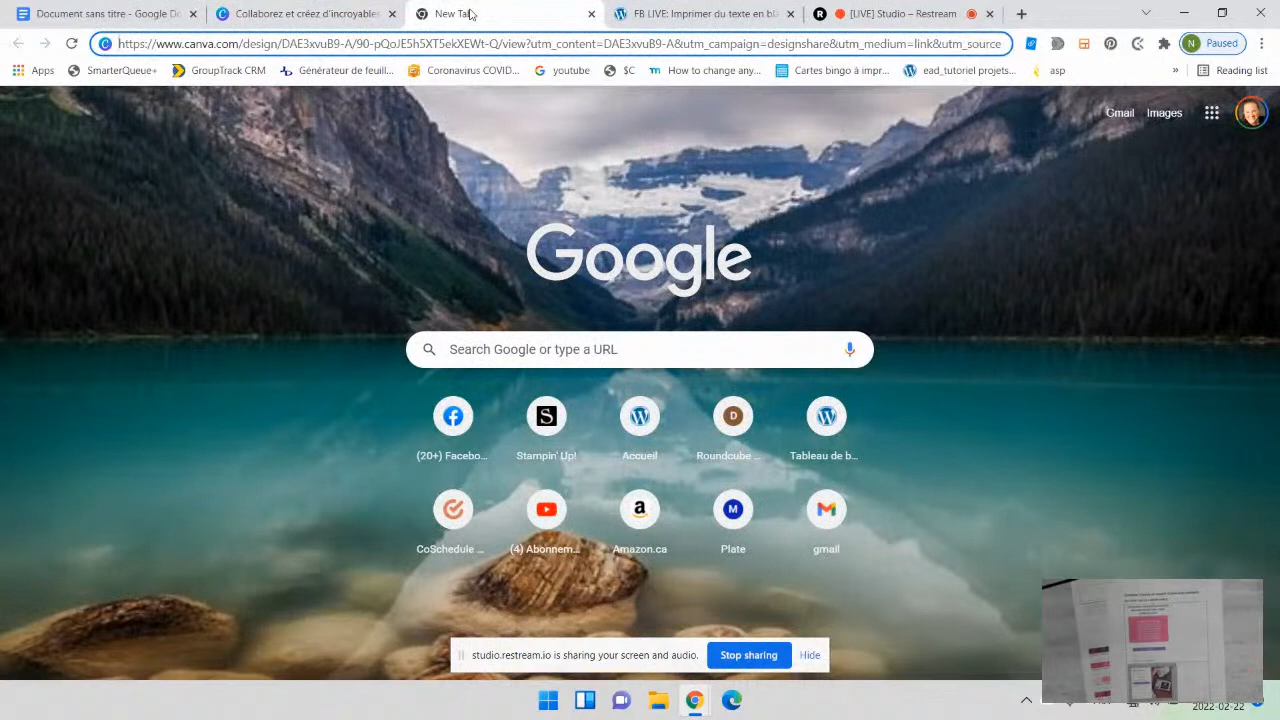 Document sans titre - Google Do
Collaborez et créez d'incroyables
New Tab
FB LIVE: Imprimer du texte en bl
[LIVE] Studio – Restream
https://www.canva.com/design/DAE3xvuB9-A/90-p2oJE5h5XT5ekXEWt-Q/view?utm_content=DAE3xvuB9-A&utm_campaign=designshare&utm_medium=link&utm_source
N Paused
Apps
SmarterQueue+
GroupTrack CRM
Générateur de feuill...
Coronavirus COVID...
youtube
$C
How to change any...
Cartes bingo à impr...
ead_tutoriel projets...
asp
»
Reading list
Gmail
Images
Google
Search Google or type a URL
(20+) Facebo...
Stampin' Up!
Accueil
Roundcube ...
Tableau de b...
CoSchedule ...
(4) Abonnem...
Amazon.ca
Plate
gmail
studio.restream.io is sharing your screen and audio.
Stop sharing
Hide
2022-02-22